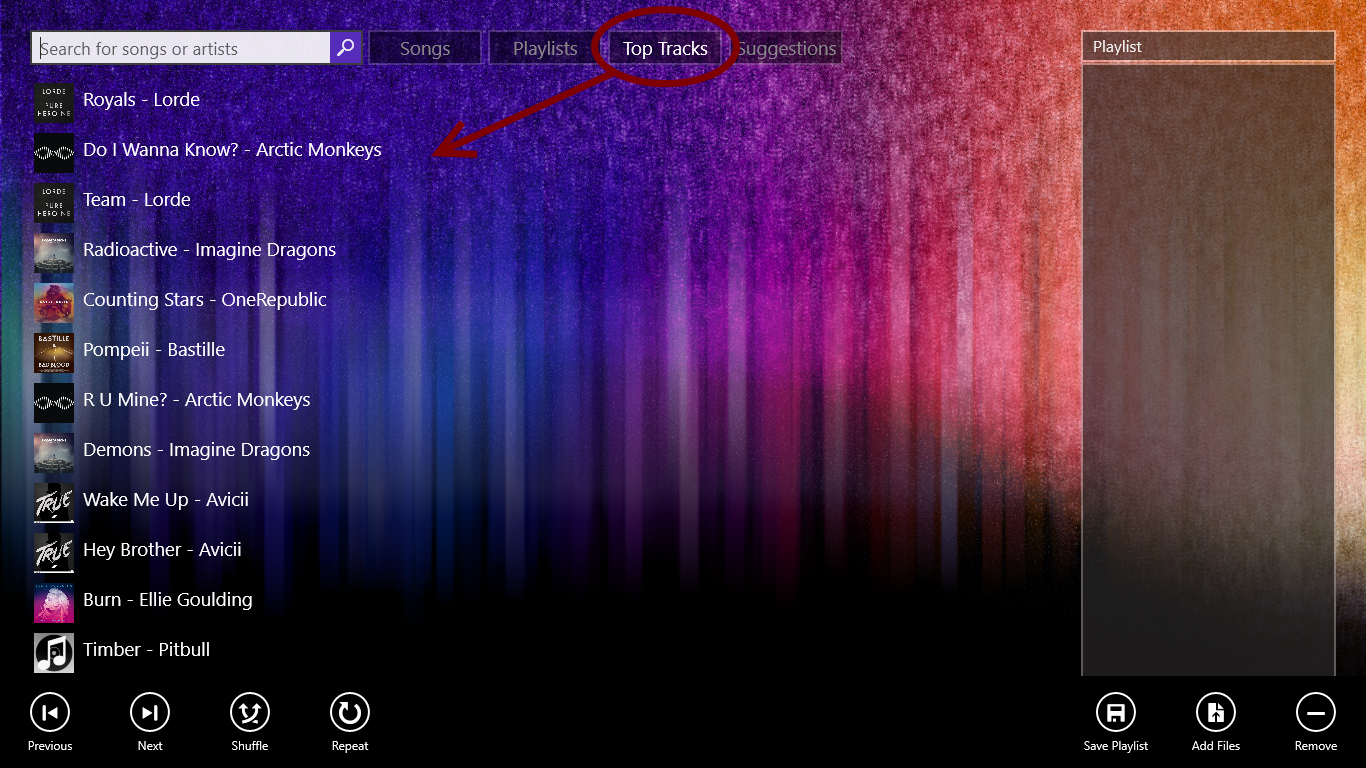 Search for songs or artists
Songs
Playlists
Top Tracks
Suggestions
Playlist
LORDE
PURE
HEROINE
Royals - Lorde
Do I Wanna Know? - Arctic Monkeys
LORDE
PURE
HEROINE
Team - Lorde
Radioactive - Imagine Dragons
Counting Stars - OneRepublic
BASTILLE
BAD BLOOD
Pompeii - Bastille
R U Mine? - Arctic Monkeys
Demons - Imagine Dragons
TRUE
Wake Me Up - Avicii
TRUE
Hey Brother - Avicii
Burn - Ellie Goulding
Timber - Pitbull
Previous
Next
Shuffle
Repeat
Save Playlist
Add Files
Remove